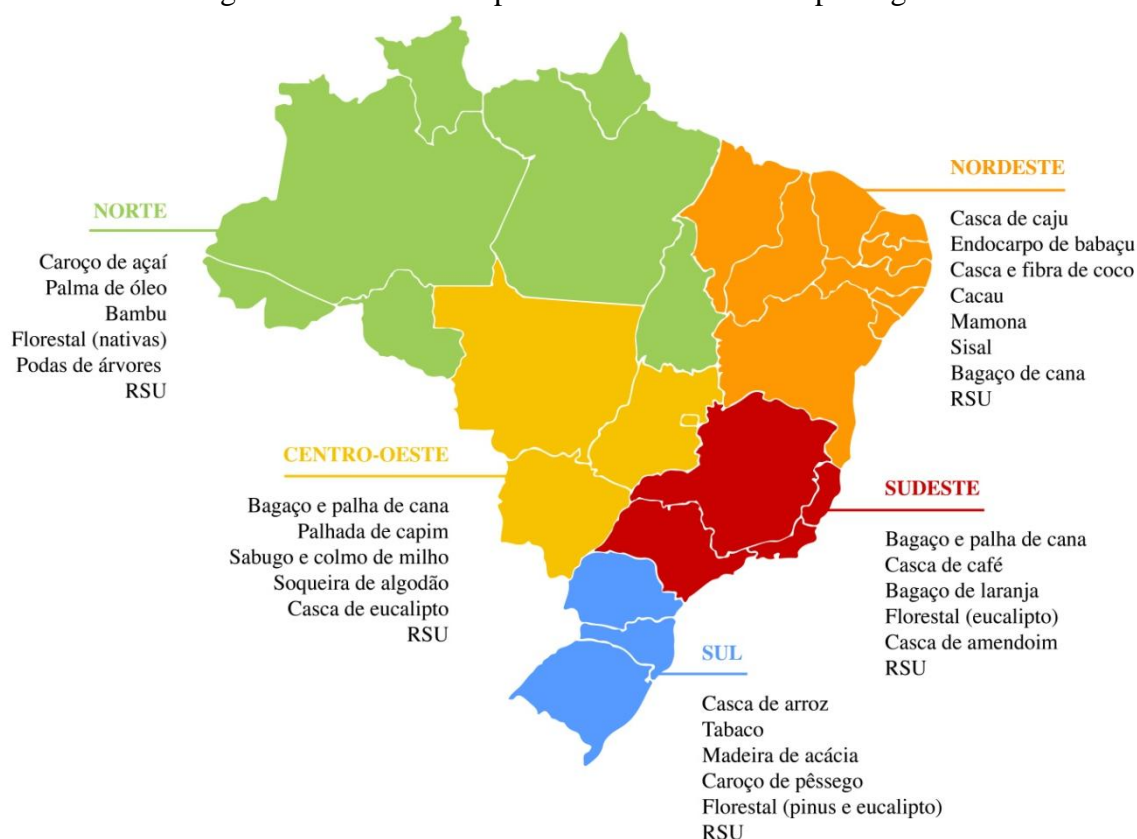 NORDESTE
Casca de caju
Endocarpo de babaçu
Casca e fibra de coco
Cacau
Mamona
Sisal
Bagaço de cana
RSU
NORTE
Caroço de açaí
Palma de óleo
Bambu
Florestal (nativas)
Podas de árvores
RSU
CENTRO-OESTE
Bagaço e palha de cana
Palhada de capim
Sabugo e colmo de milho
Soqueira de algodão
Casca de eucalipto
RSU
SUDESTE
Bagaço e palha de cana
Casca de café
Bagaço de laranja
Florestal (eucalipto)
Casca de amendoim
RSU
SUL
Casca de arroz
Tabaco
Madeira de acácia
Caroço de pêssego
Florestal (pinus e eucalipto)
RSU